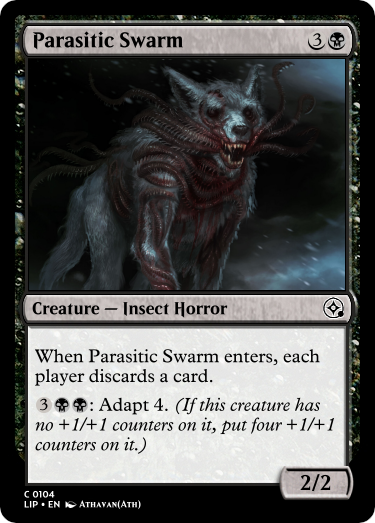 Parasitic Swarm 3
Creature — Insect Horror
When Parasitic Swarm enters, each
player discards a card.
3: Adapt 4. (If this creature has
no +1/+1 counters on it, put four +1/+1
counters on it.)
2/2
C 0104
LIP • EN Athavan(Ath)